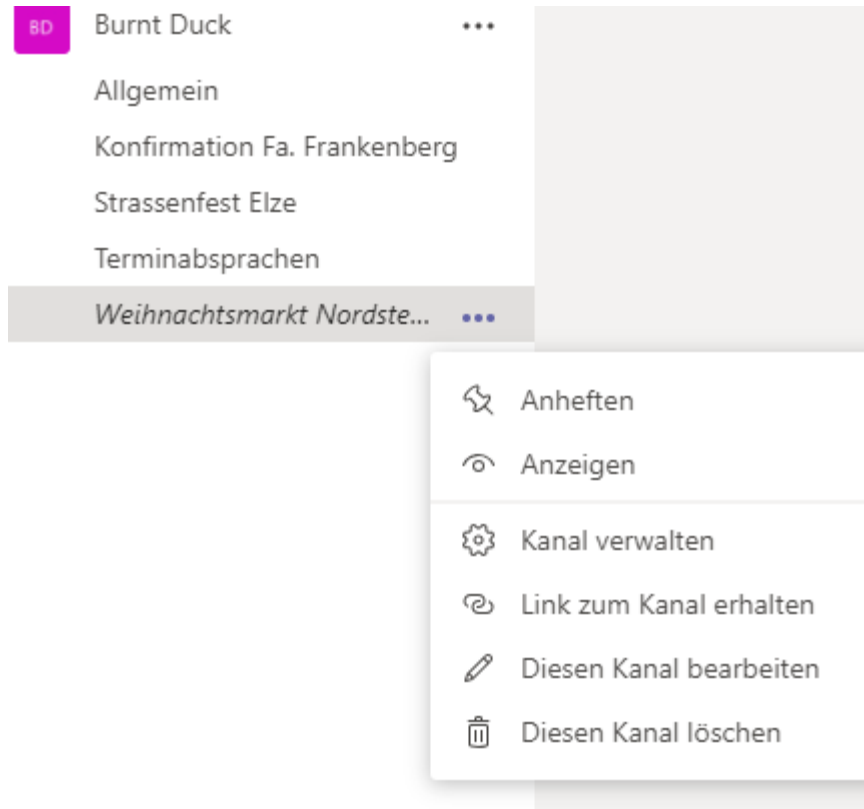 BD Burnt Duck ...
Allgemein
Konfirmation Fa. Frankenberg
Strassenfest Elze
Terminabsprachen
Weihnachtsmarkt Nordste... ...
Anheften
Anzeigen
Kanal verwalten
Link zum Kanal erhalten
Diesen Kanal bearbeiten
Diesen Kanal löschen